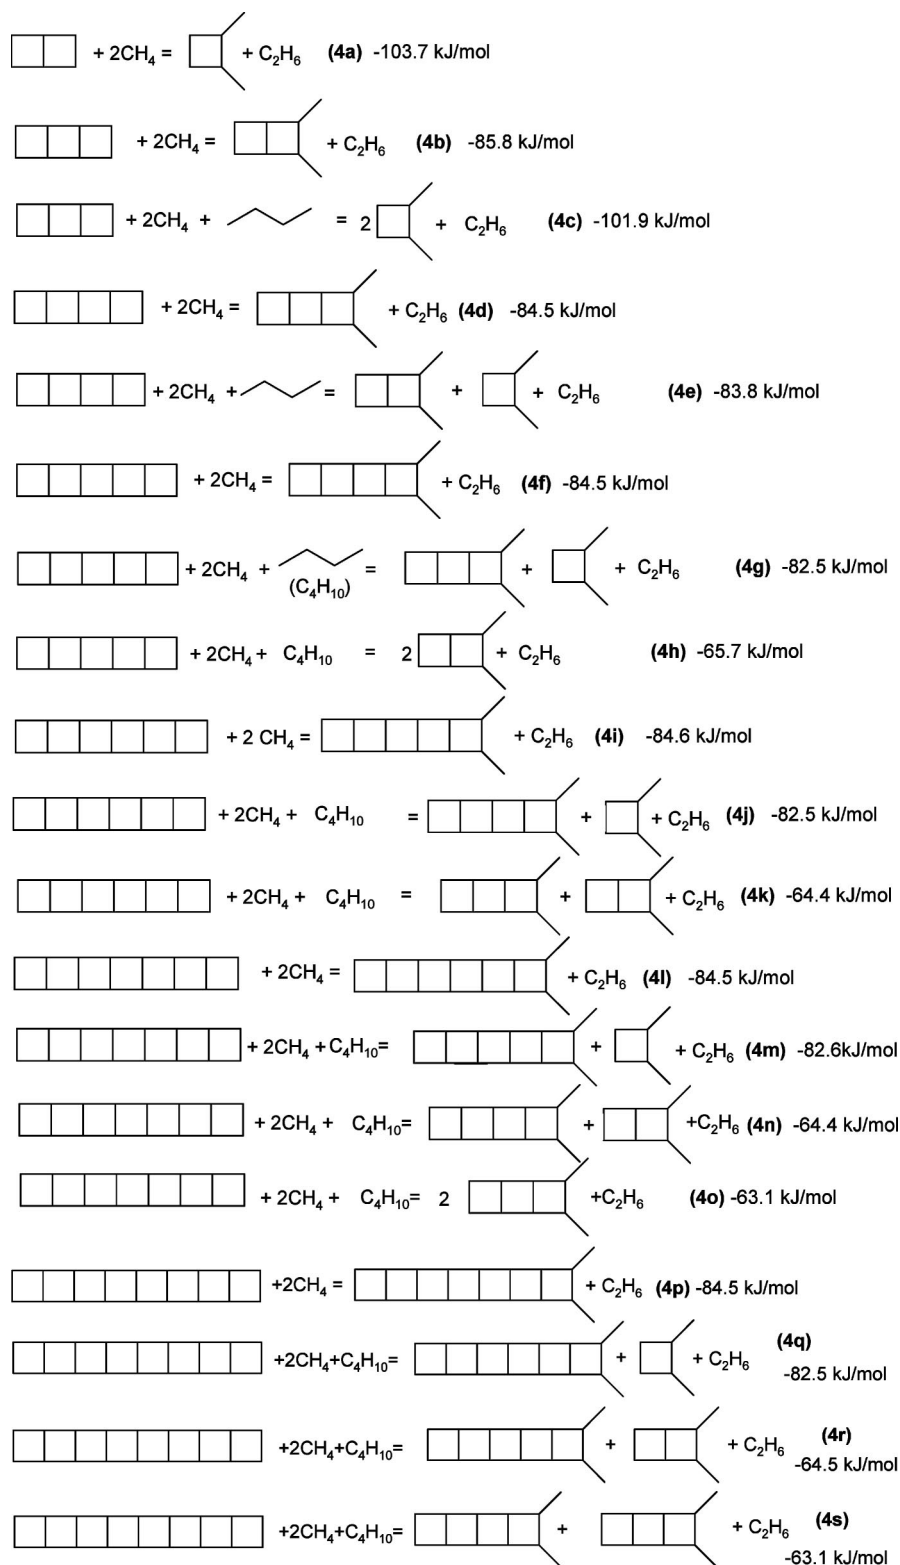 + 2CH₄ = + C₂H₆ (4a) -103.7 kJ/mol
+ 2CH₄ = + C₂H₆ (4b) -85.8 kJ/mol
+ 2CH₄ + = 2 + C₂H₆ (4c) -101.9 kJ/mol
+ 2CH₄ = + C₂H₆ (4d) -84.5 kJ/mol
+ 2CH₄ + = + + C₂H₆ (4e) -83.8 kJ/mol
+ 2CH₄ = + C₂H₆ (4f) -84.5 kJ/mol
+ 2CH₄ + (C₄H₁₀) = + + C₂H₆ (4g) -82.5 kJ/mol
+ 2CH₄ + C₄H₁₀ = 2 + C₂H₆ (4h) -65.7 kJ/mol
+ 2 CH₄ = + C₂H₆ (4i) -84.6 kJ/mol
+ 2CH₄ + C₄H₁₀ = + + C₂H₆ (4j) -82.5 kJ/mol
+ 2CH₄ + C₄H₁₀ = + + C₂H₆ (4k) -64.4 kJ/mol
+ 2CH₄ = + C₂H₆ (4l) -84.5 kJ/mol
+ 2CH₄ + C₄H₁₀= + + C₂H₆ (4m) -82.6kJ/mol
+ 2CH₄ + C₄H₁₀= + +C₂H₆ (4n) -64.4 kJ/mol
+ 2CH₄ + C₄H₁₀= 2 +C₂H₆ (4o) -63.1 kJ/mol
+2CH₄ = + C₂H₆ (4p) -84.5 kJ/mol
+2CH₄+C₄H₁₀= + + C₂H₆ (4q) -82.5 kJ/mol
+2CH₄+C₄H₁₀= + + C₂H₆ (4r) -64.5 kJ/mol
+2CH₄+C₄H₁₀= + + C₂H₆ (4s) -63.1 kJ/mol